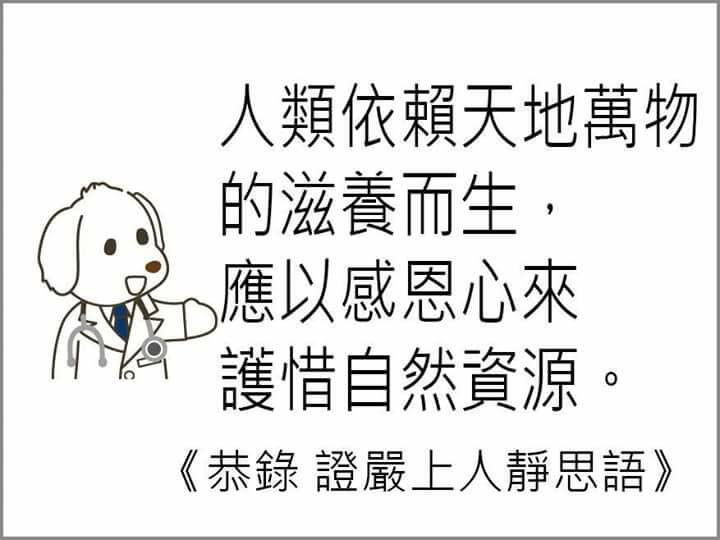 人類依賴天地萬物
的滋養而生，
應以感恩心來
護惜自然資源。
《恭錄 證嚴上人靜思語》